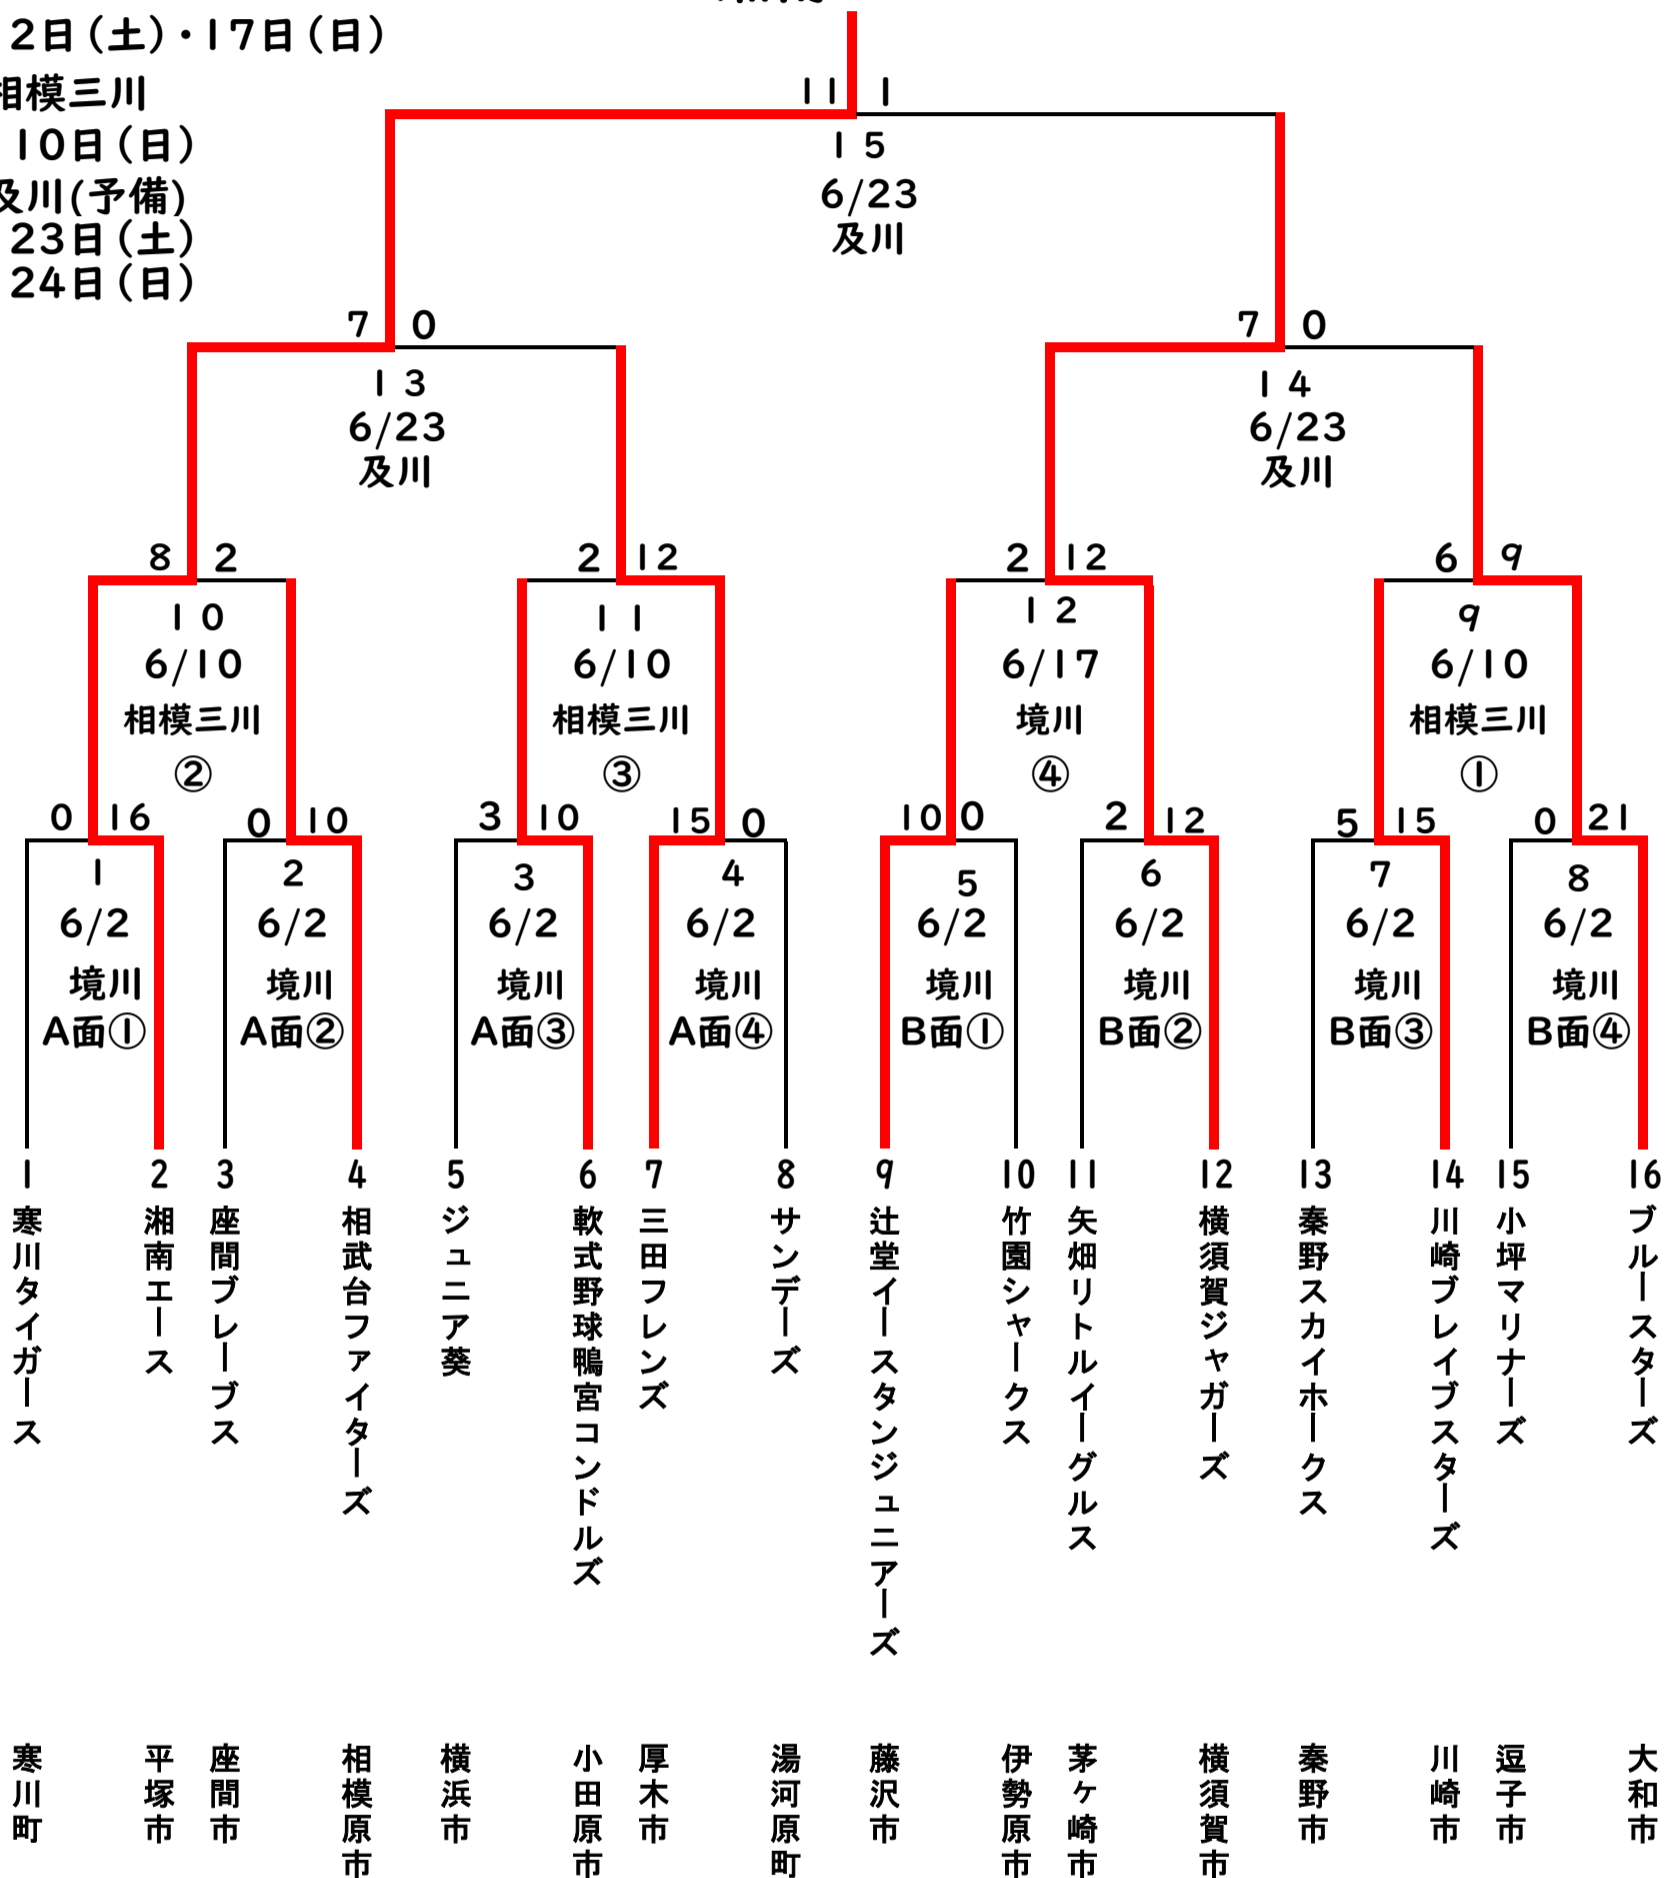 2日(土)・17日(日)
相模三川
10日(日)
及川(予備)
23日(土)
24日(日)
11 1
15
6/23
及川
7 0
13
6/23
及川
7 0
14
6/23
及川
8 2
10
6/10
相模三川
②
2 12
11
6/10
相模三川
③
2 12
12
6/17
境川
④
6 9
9
6/10
相模三川
①
0 16
1
6/2
境川
A面①
0 10
2
6/2
境川
A面②
3 10
3
6/2
境川
A面③
15 0
4
6/2
境川
A面④
10 0
5
6/2
境川
B面①
2 12
6
6/2
境川
B面②
5 15
7
6/2
境川
B面③
0 21
8
6/2
境川
B面④
1 寒川タイガース 寒川町
2 湘南エース 平塚市
3 座間ブレーブス 座間市
4 相武台ファイターズ 相模原市
5 ジュニア葵 横浜市
6 軟式野球鴨宮コンドルズ 小田原市
7 三田フレンズ 厚木市
8 サンデーズ 湯河原町
9 辻堂イースタンジュニアーズ 藤沢市
10 竹園シャークス 伊勢原市
11 矢畑リトルイーグルス 茅ヶ崎市
12 横須賀ジャガーズ 横須賀市
13 秦野スカイホークス 秦野市
14 川崎ブレイブスターズ 川崎市
15 小坪マリナーズ 逗子市
16 ブルースターズ 大和市